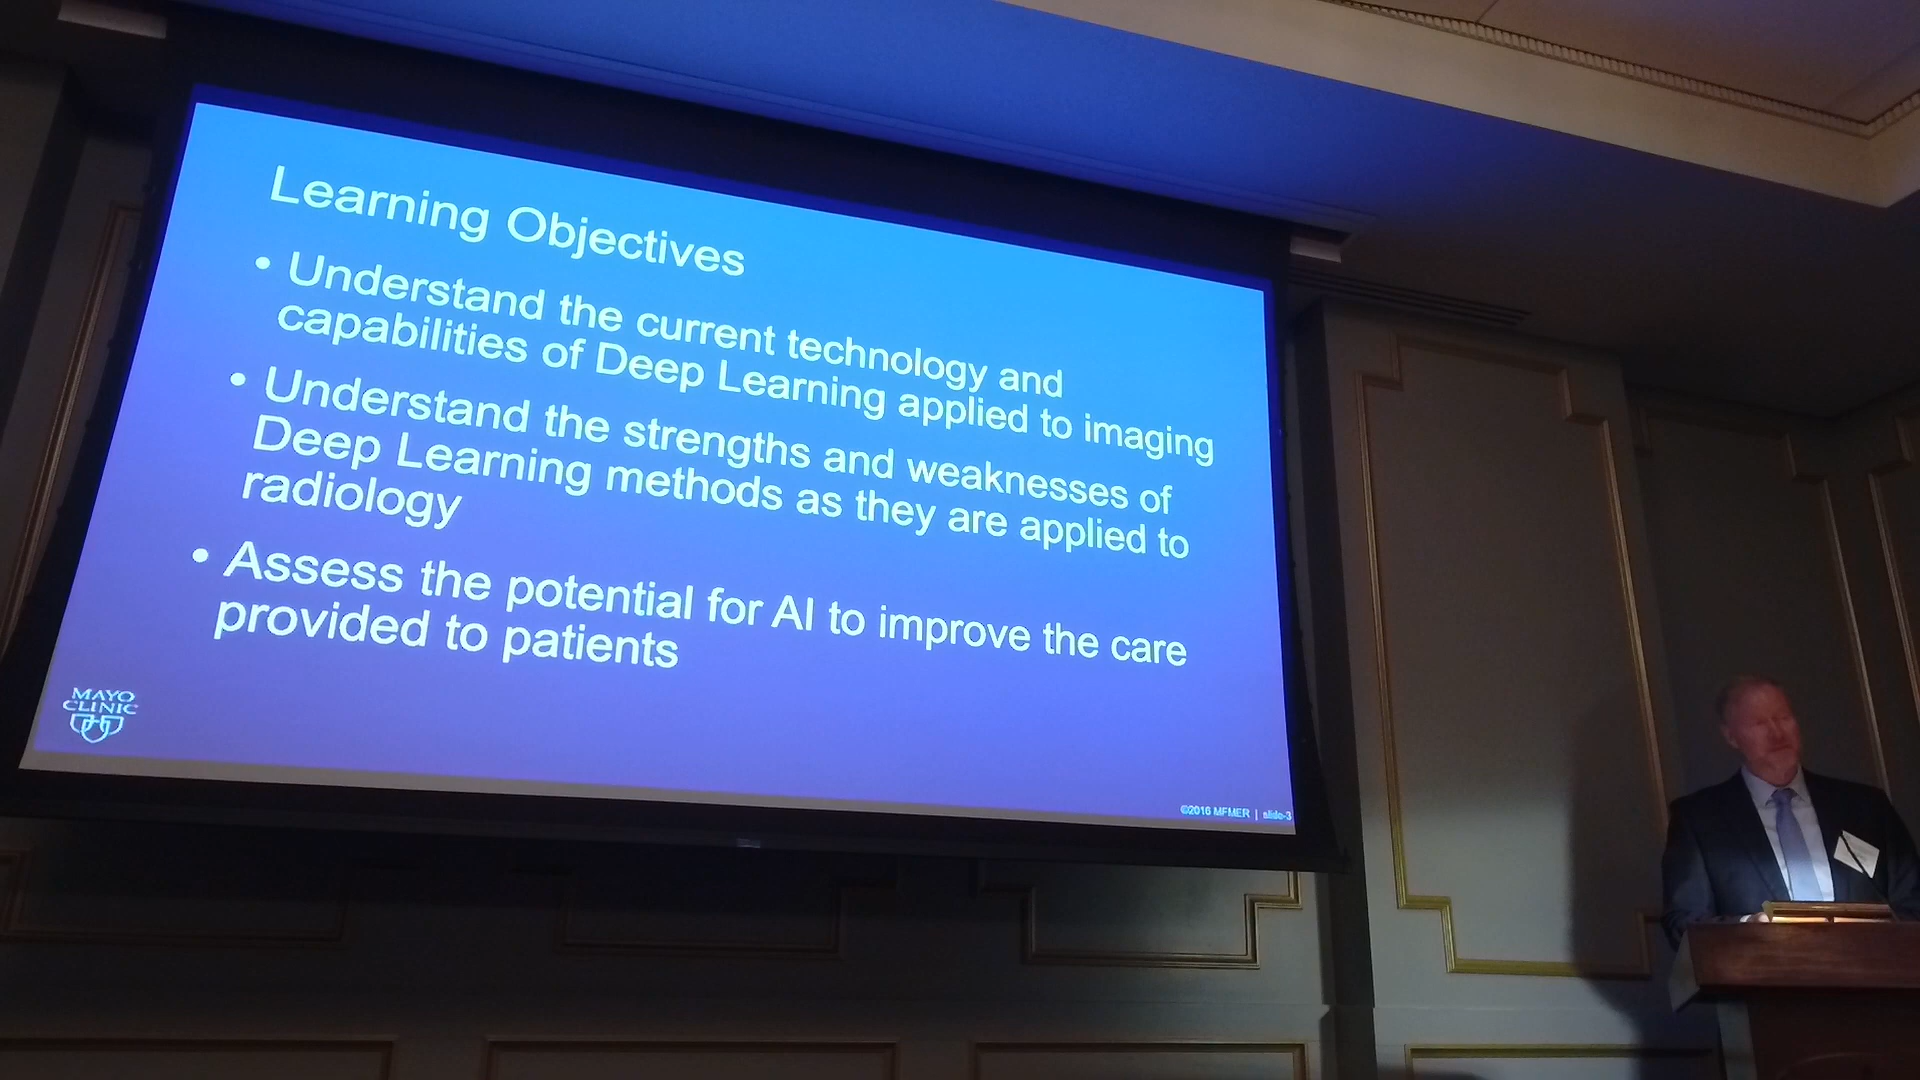 Learning Objectives
• Understand the current technology and
capabilities of Deep Learning applied to imaging
• Understand the strengths and weaknesses of
Deep Learning methods as they are applied to
radiology
• Assess the potential for AI to improve the care
provided to patients
MAYO
CLINIC
©2016 MFMER | slide-3